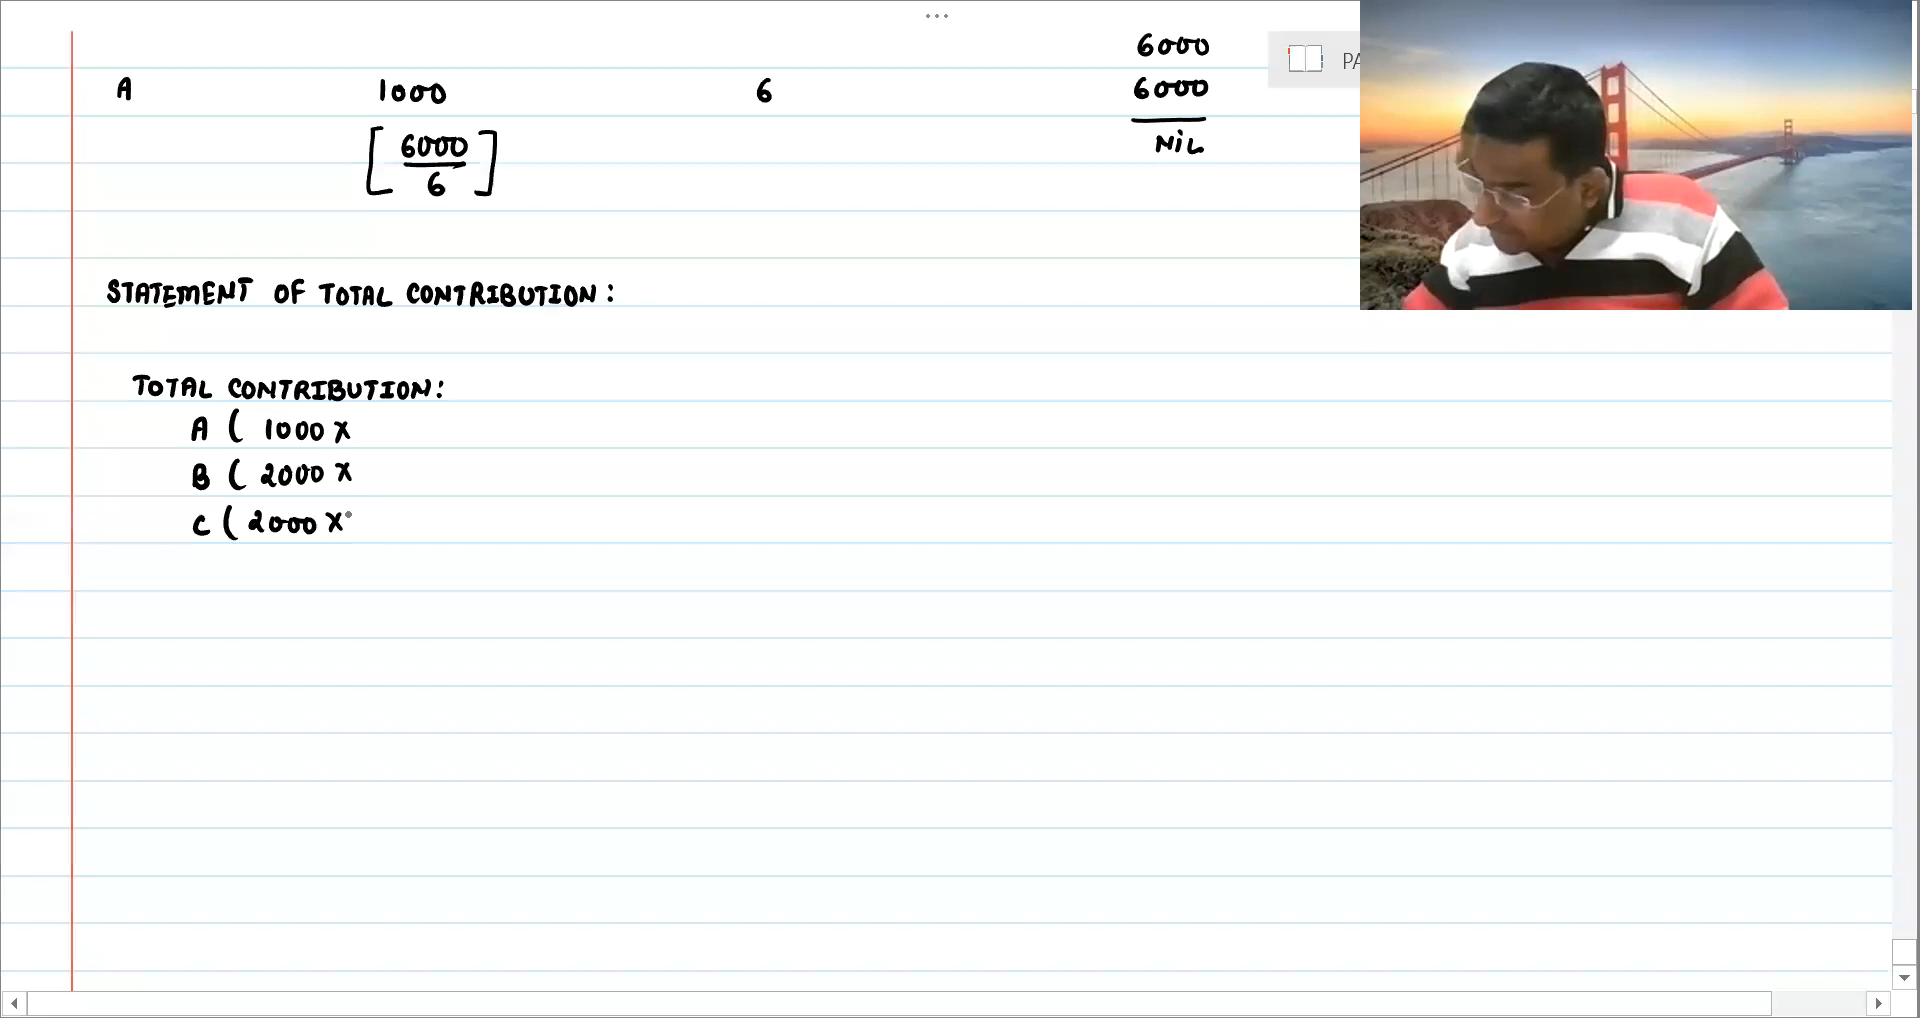 6000
A 1000 6 6000
[6000/6] NIL
STATEMENT OF TOTAL CONTRIBUTION:
TOTAL CONTRIBUTION:
A ( 1000 x
B ( 2000 x
C ( 2000 x